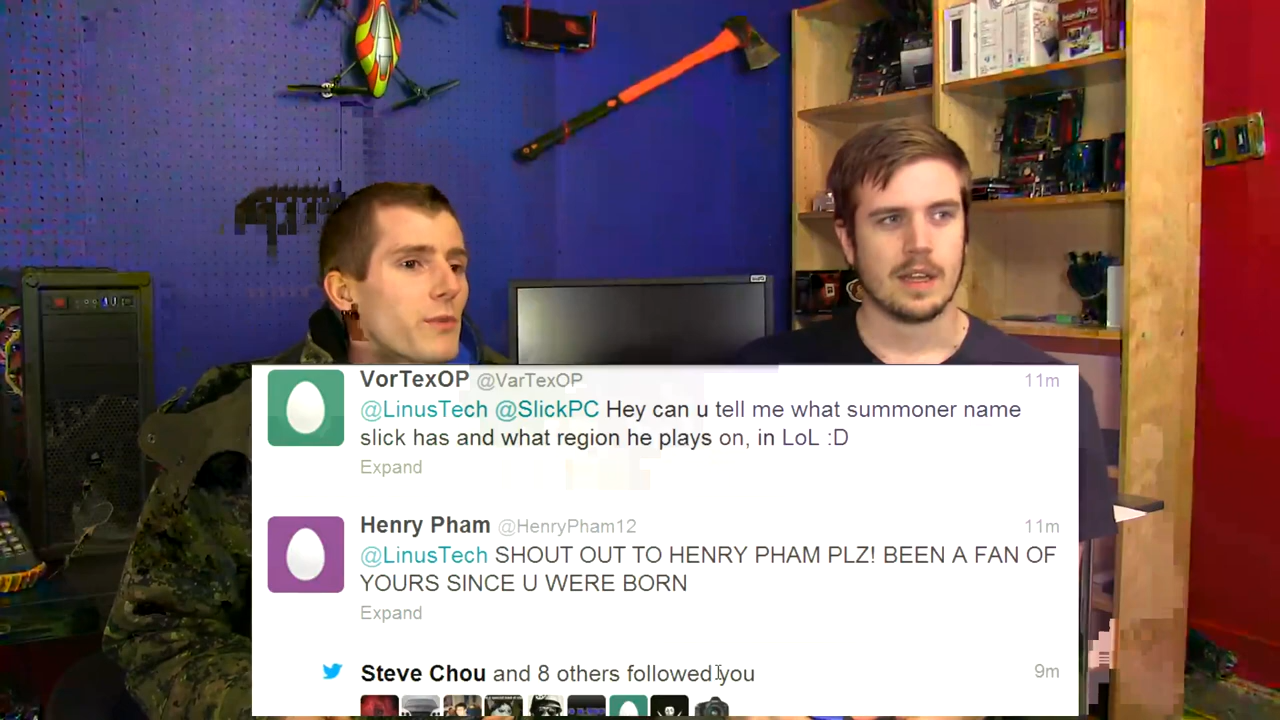 VorTexOP @VarTexOP 11m
@LinusTech @SlickPC Hey can u tell me what summoner name
slick has and what region he plays on, in LoL :D
Expand
Henry Pham @HenryPham12 11m
@LinusTech SHOUT OUT TO HENRY PHAM PLZ! BEEN A FAN OF
YOURS SINCE U WERE BORN
Expand
Steve Chou and 8 others followed you 9m